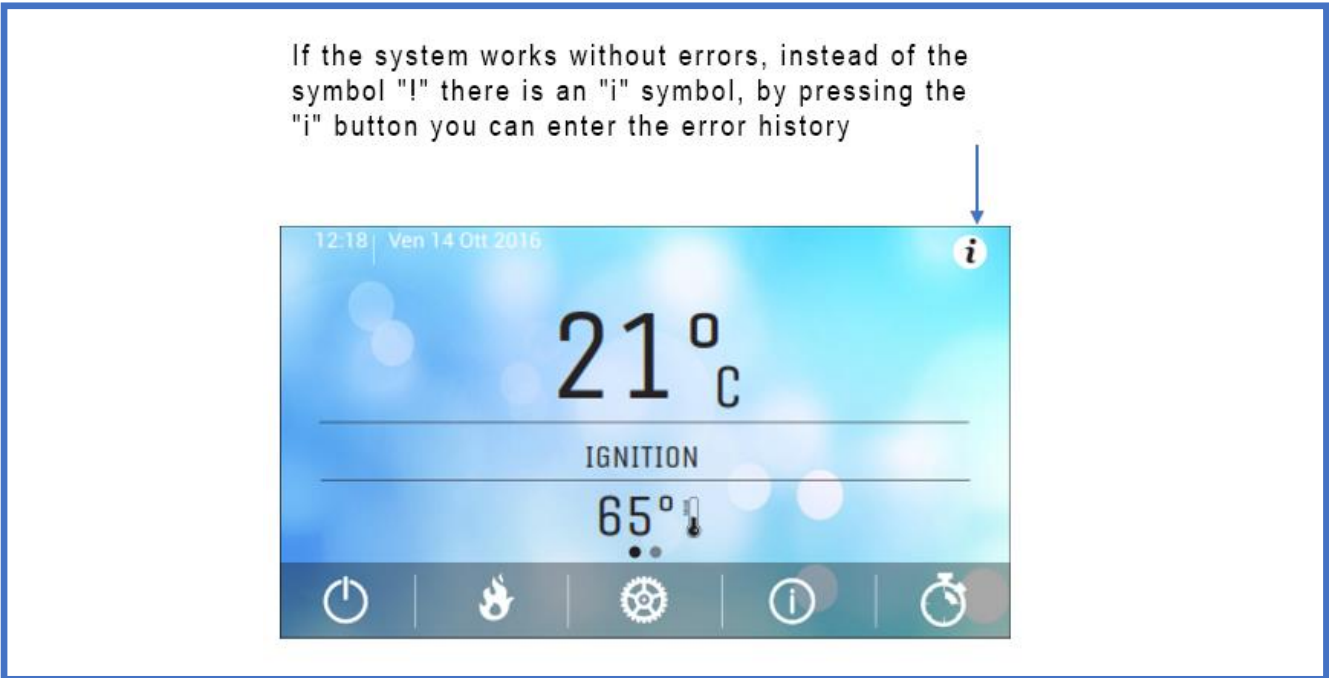 If the system works without errors, instead of the
symbol "!" there is an "i" symbol, by pressing the
"i" button you can enter the error history
12:18 Ven 14 Ott 2016
i
21°C
IGNITION
65°
i